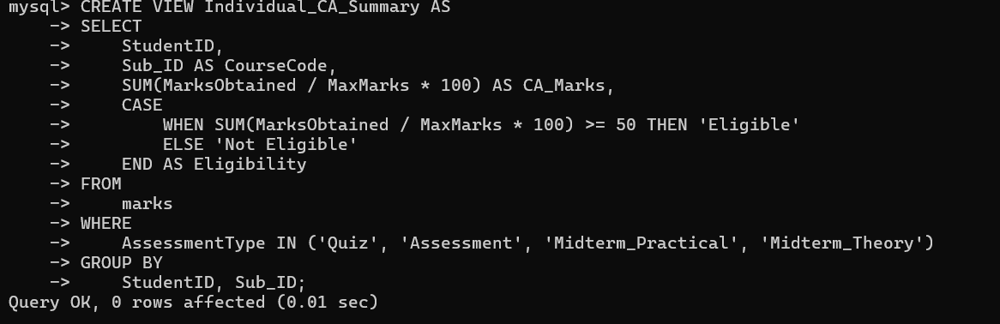 mysql> CREATE VIEW Individual_CA_Summary AS
    -> SELECT
    ->     StudentID,
    ->     Sub_ID AS CourseCode,
    ->     SUM(MarksObtained / MaxMarks * 100) AS CA_Marks,
    ->     CASE
    ->         WHEN SUM(MarksObtained / MaxMarks * 100) >= 50 THEN 'Eligible'
    ->         ELSE 'Not Eligible'
    ->     END AS Eligibility
    -> FROM
    ->     marks
    -> WHERE
    ->     AssessmentType IN ('Quiz', 'Assessment', 'Midterm_Practical', 'Midterm_Theory')
    -> GROUP BY
    ->     StudentID, Sub_ID;
Query OK, 0 rows affected (0.01 sec)